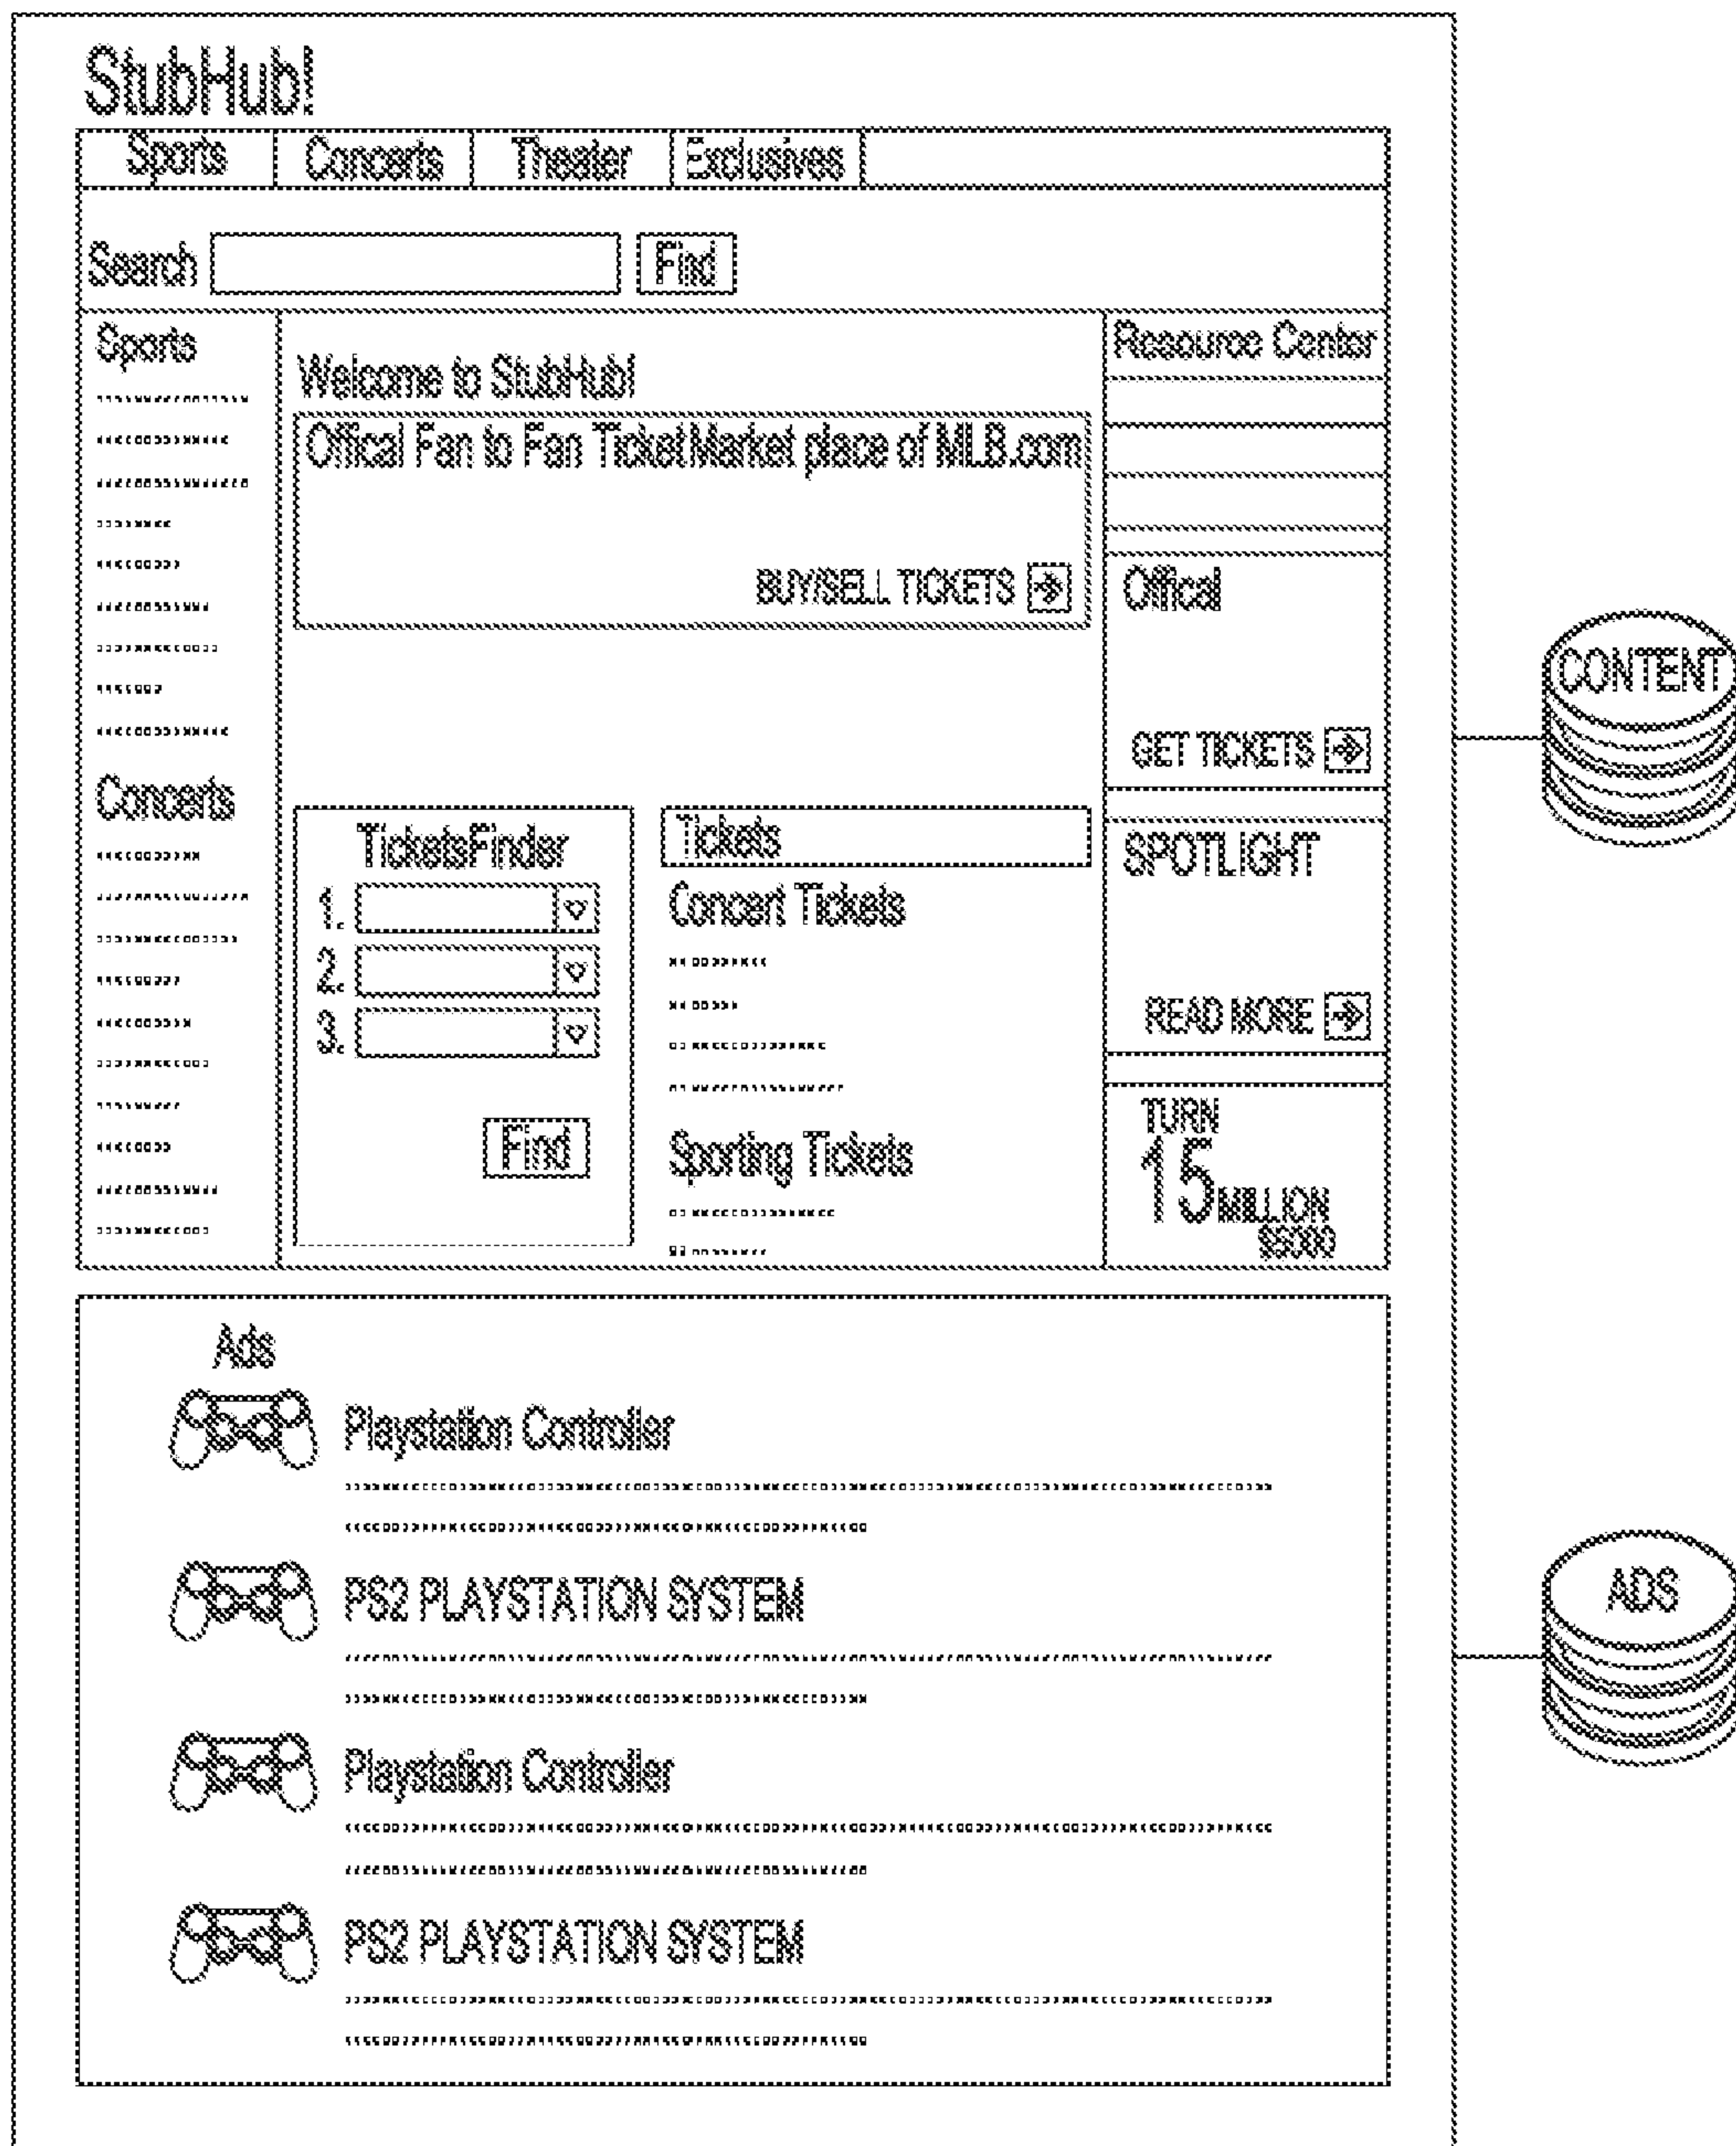 StubHub!
Sports Concerts Theater Exclusives
Search Find
Sports
Concerts
Welcome to StubHub!
Offical Fan to Fan Ticket Market place of MLB.com
BUY/SELL TICKETS
TicketsFinder
1.
2.
3.
Find
Tickets
Concert Tickets
Sporting Tickets
Resource Center
Offical
GET TICKETS
SPOTLIGHT
READ MORE
TURN
15 MILLION
Ads
Playstation Controller
PS2 PLAYSTATION SYSTEM
Playstation Controller
PS2 PLAYSTATION SYSTEM
CONTENT
ADS